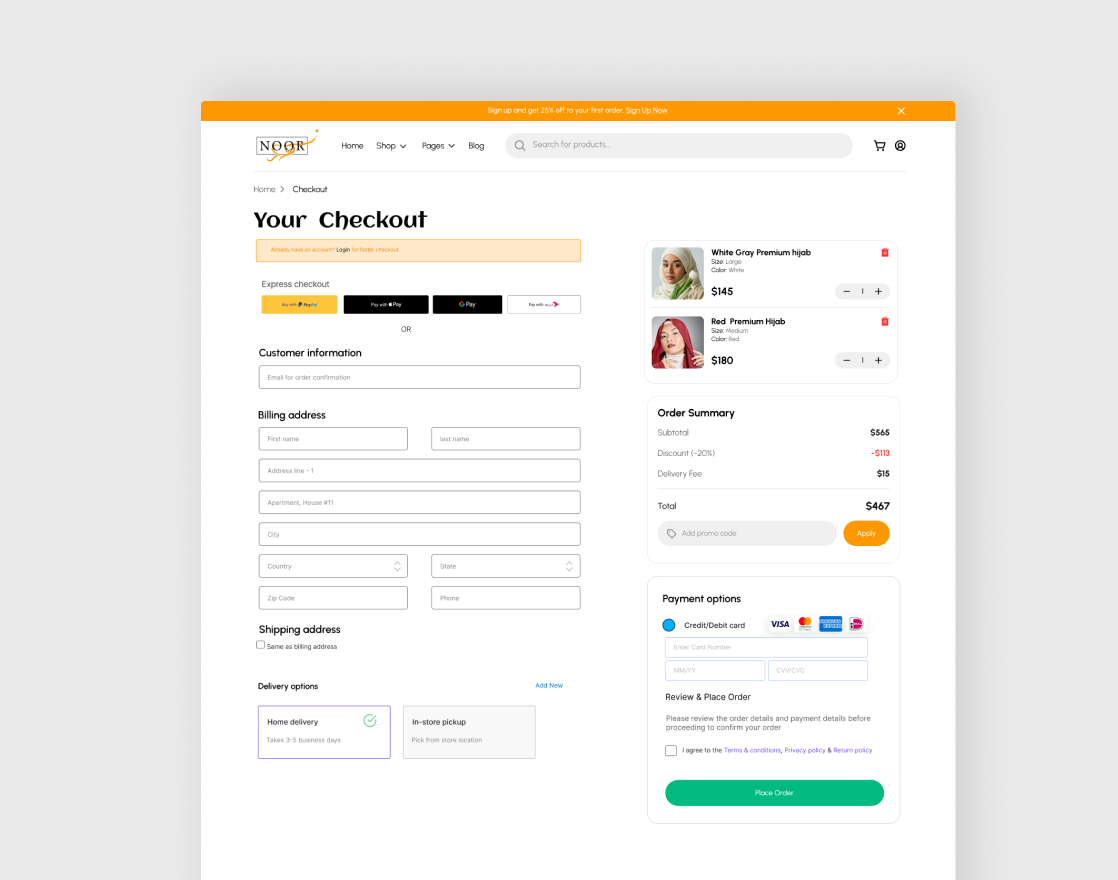 Sign up and get 25% off to your first order. Sign Up Now
NOOR
Home
Shop
Pages
Blog
Search for products..
Home
Checkout
Your Checkout
Already have an account? Login for faster checkout
Express checkout
Buy with PayPal
Pay with Pay
G Pay
Pay with
OR
Customer information
Email for order confirmation
Billing address
First name
last name
Address line - 1
Apartment, House #11
City
Country
State
Zip Code
Phone
Shipping address
Same as billing address
Delivery options
Add New
Home delivery
Takes 3-5 business days
In-store pickup
Pick from store location
White Gray Premium hijab
Size: Large
Color: White
$145
1
Red Premium Hijab
Size: Medium
Color: Red
$180
1
Order Summary
Subtotal
$565
Discount (-20%)
-$113
Delivery Fee
$15
Total
$467
Add promo code
Apply
Payment options
Credit/Debit card
VISA
AMERICAN EXPRESS
Enter Card Number
MM/YY
CVV/CVC
Review & Place Order
Please review the order details and payment details before
proceeding to confirm your order
I agree to the Terms & conditions, Privacy policy & Return policy
Place Order